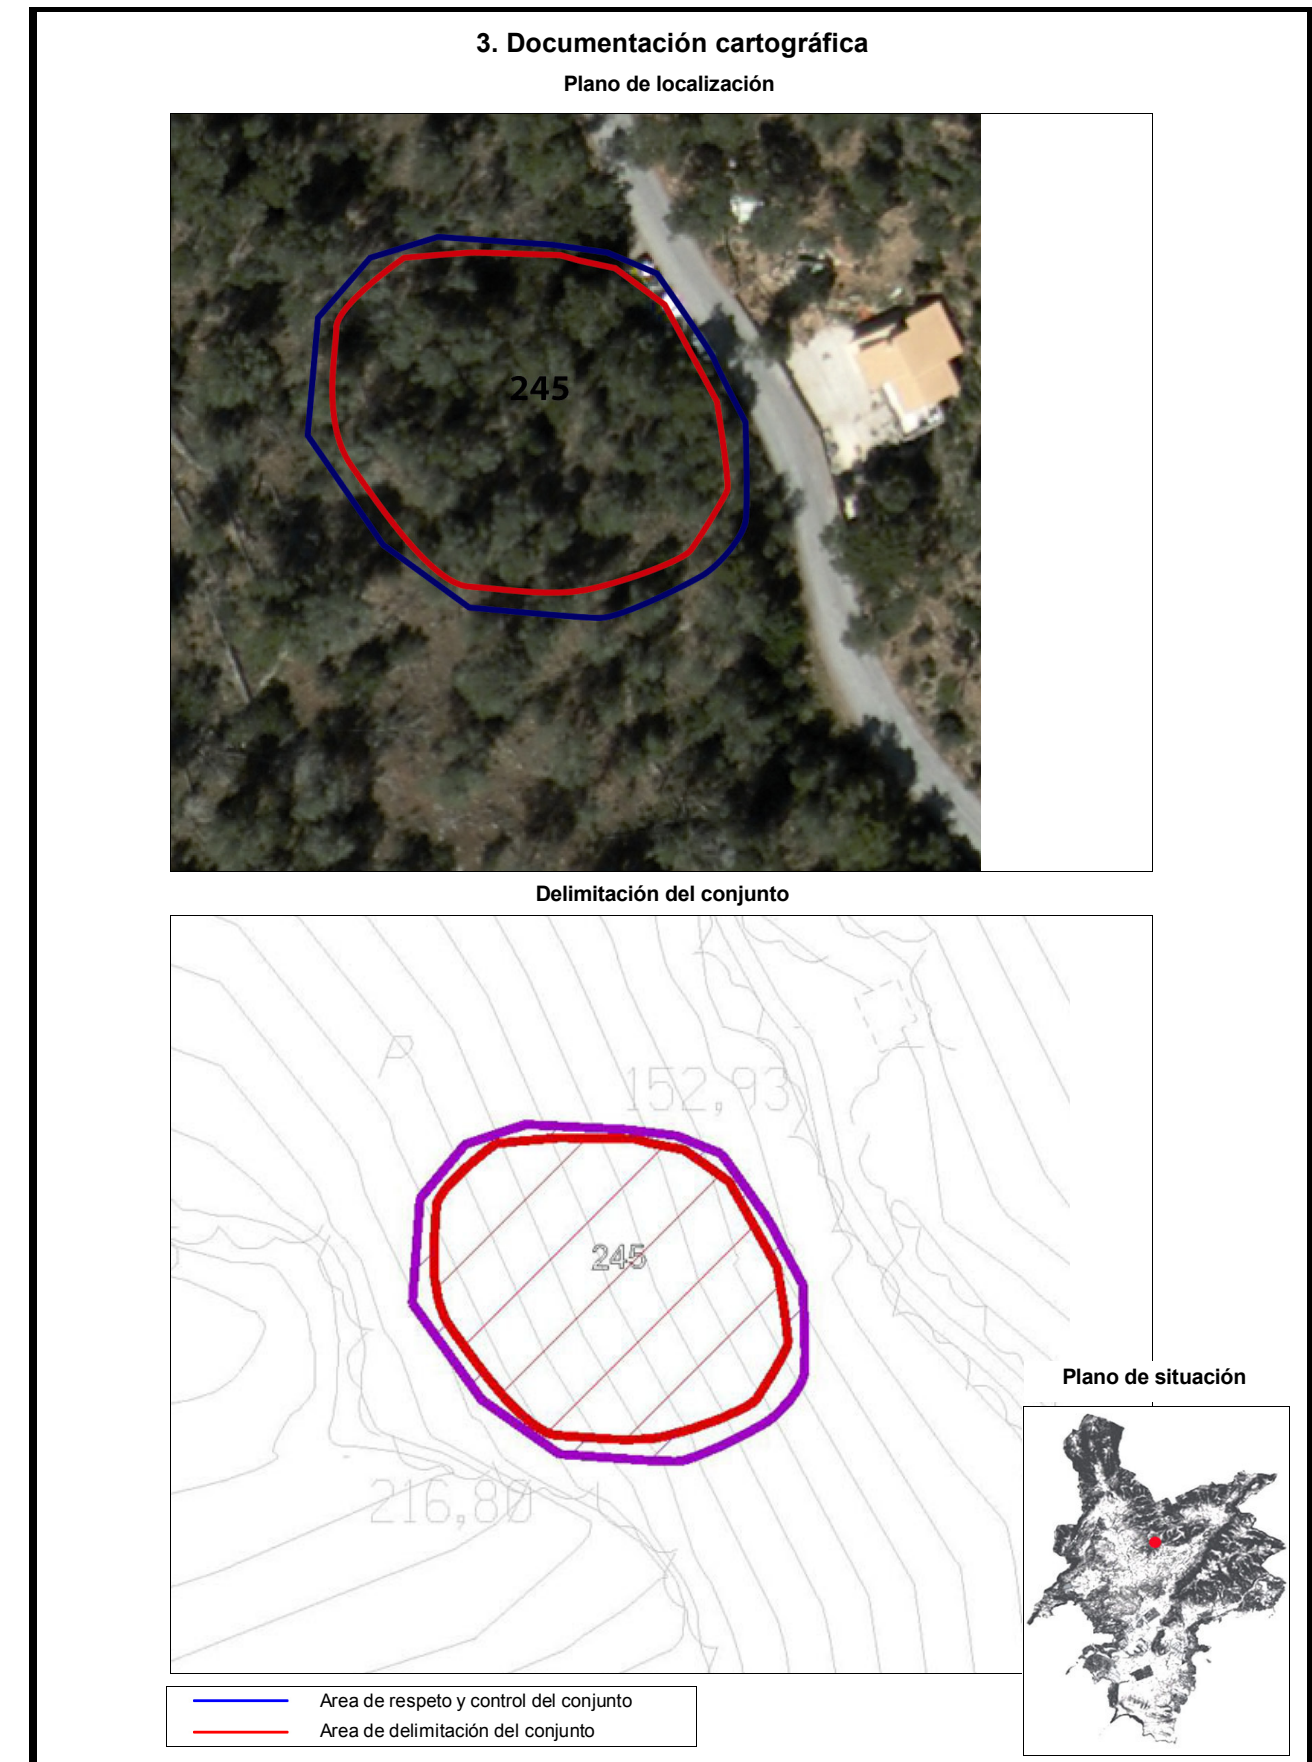 3. Documentación cartográfica
Plano de localización
245
Delimitación del conjunto
P
152,93
245
216,80
Plano de situación
Area de respeto y control del conjunto
Area de delimitación del conjunto